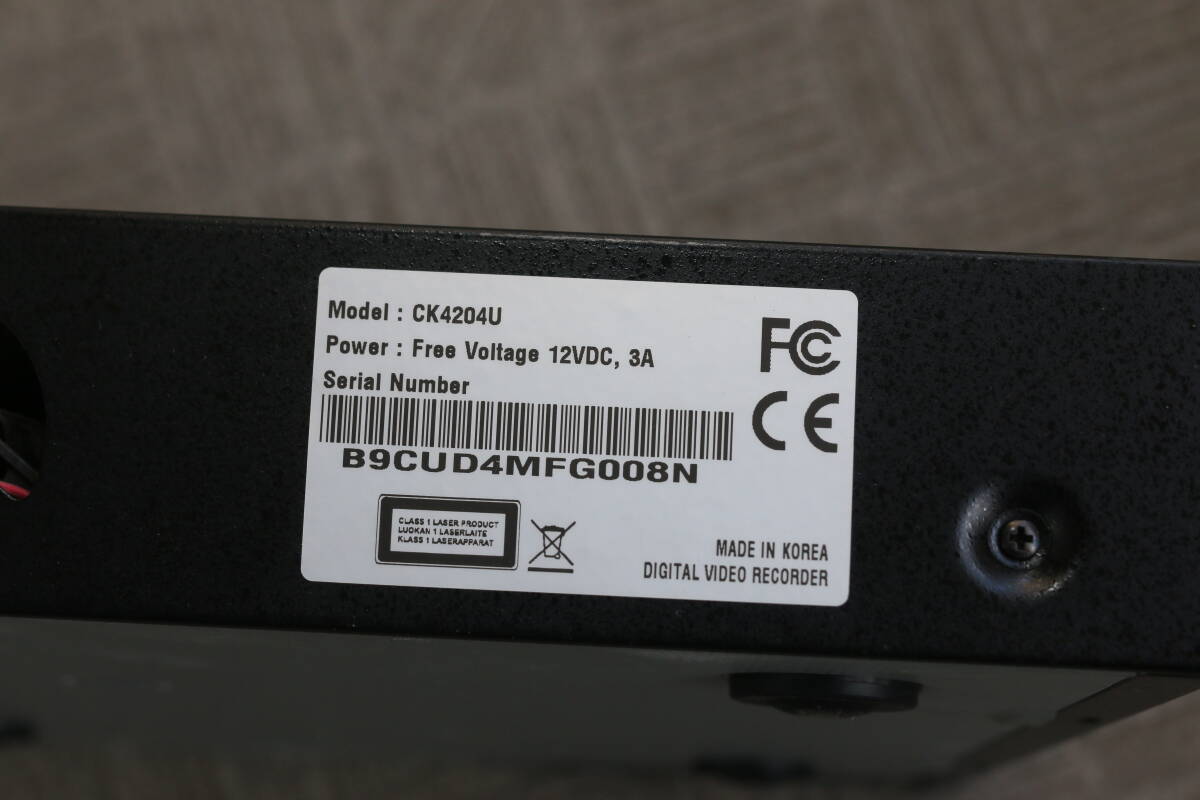 Model : CK4204U
Power : Free Voltage 12VDC, 3A
Serial Number
B9CUD4MFG008N
FC
CE
CLASS 1 LASER PRODUCT
LUOKAN 1 LASERLAITE
KLASS 1 LASERAPPARAT
MADE IN KOREA
DIGITAL VIDEO RECORDER